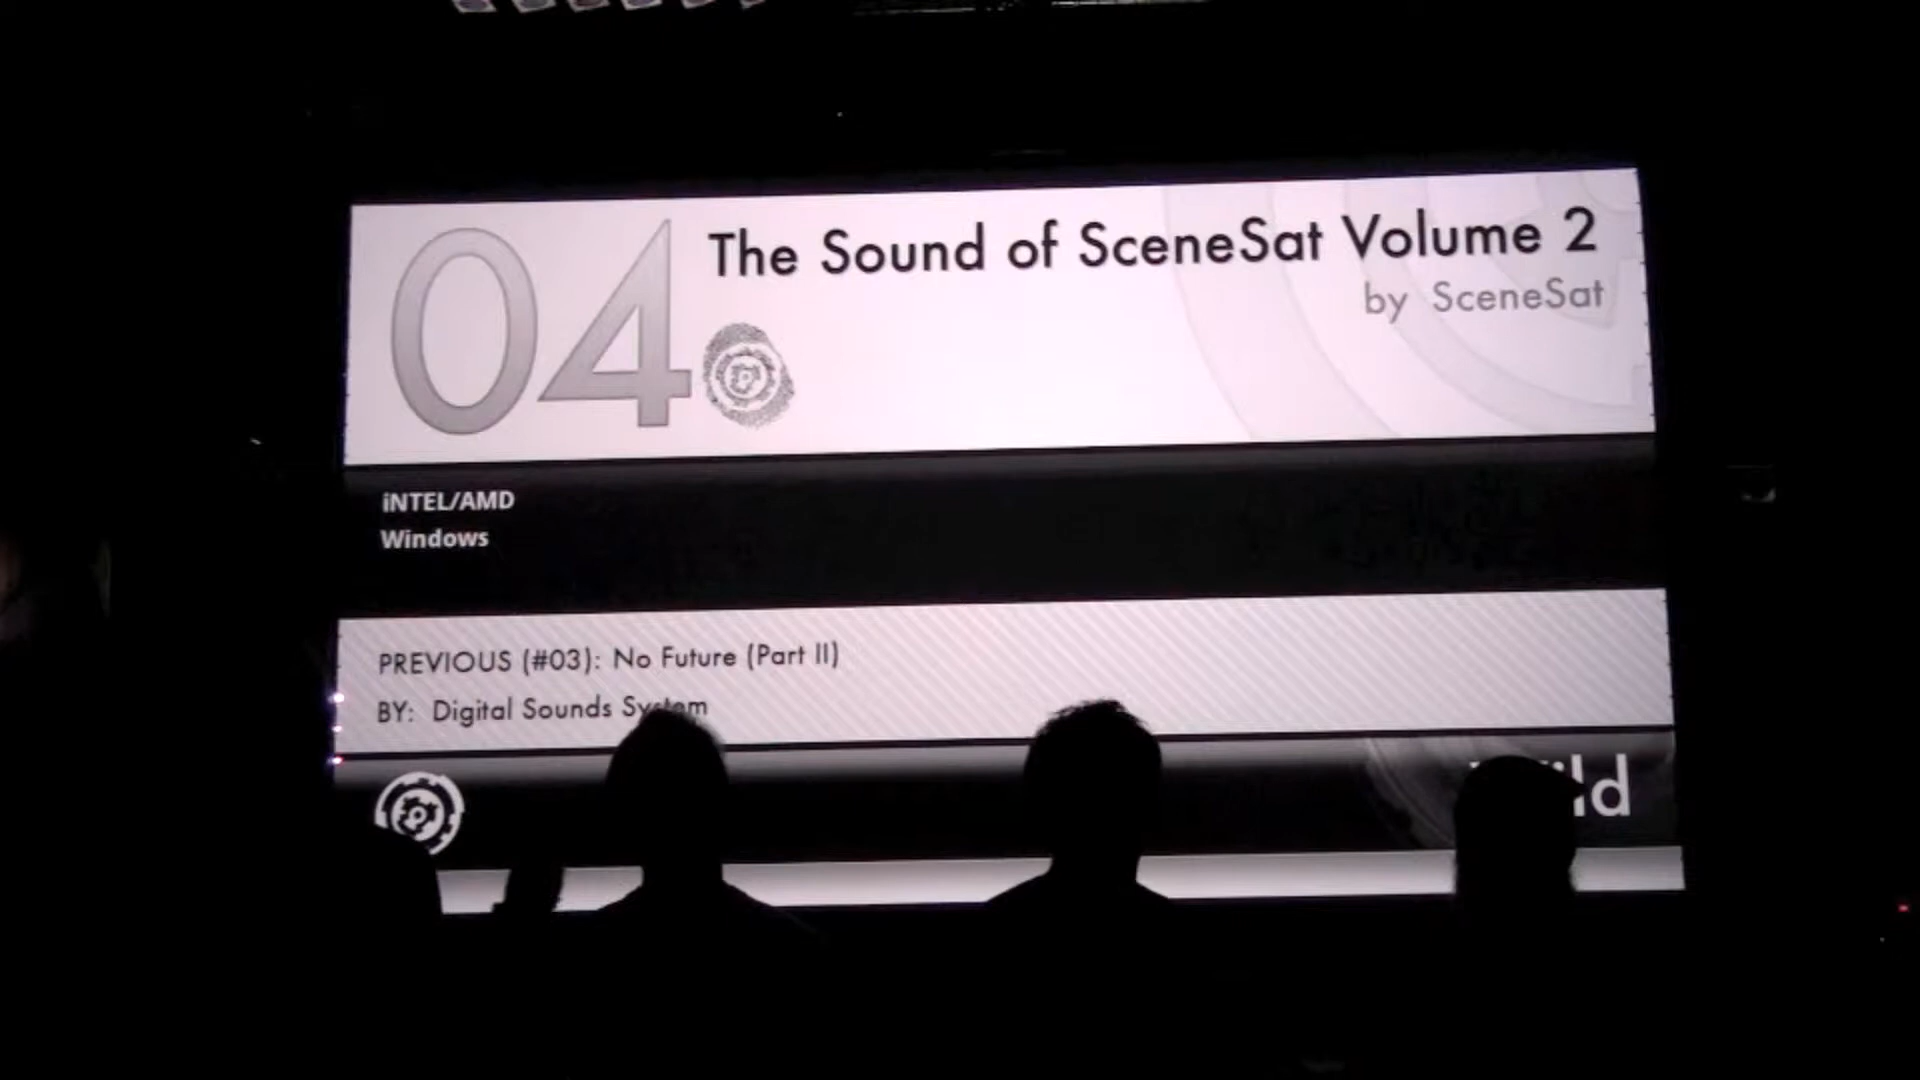 04
The Sound of SceneSat Volume 2
by SceneSat
iNTEL/AMD
Windows
PREVIOUS (#03): No Future (Part II)
BY: Digital Sounds System